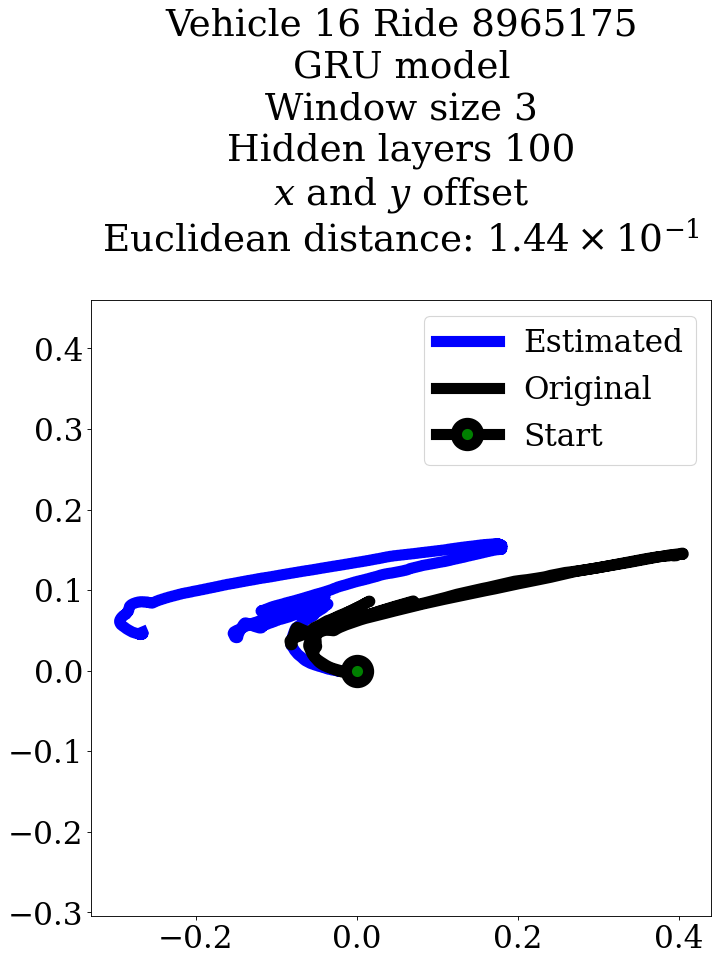 Vehicle 16 Ride 8965175
GRU model
Window size 3
Hidden layers 100
x and y offset
Euclidean distance: 1.44 × 10⁻¹
Estimated
Original
Start
0.4
0.3
0.2
0.1
0.0
−0.1
−0.2
−0.3
−0.2 0.0 0.2 0.4